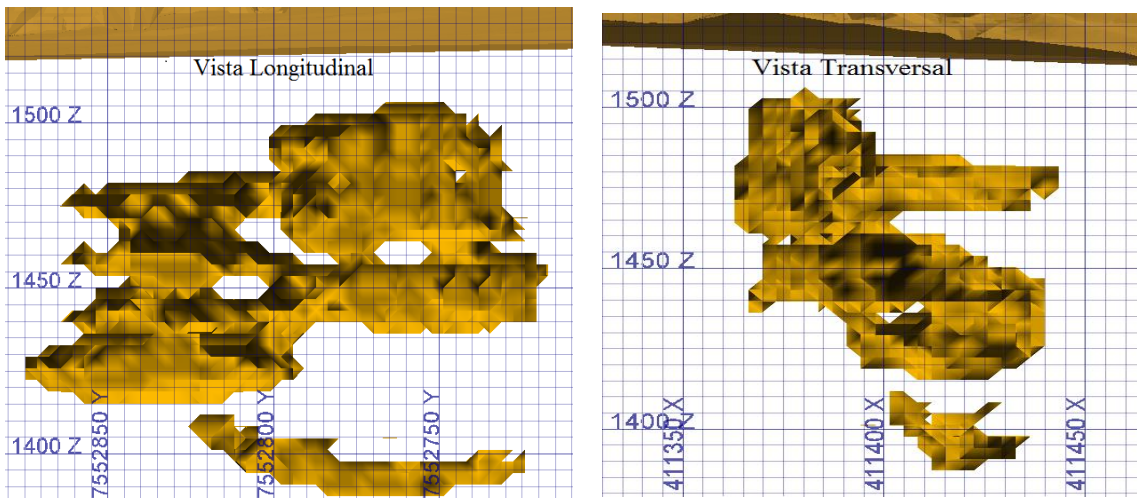 Vista Longitudinal
1500 Z
1450 Z
1400 Z
7552850 Y
7552800 Y
7552750 Y
Vista Transversal
1500 Z
1450 Z
1400 Z
411350 X
411400 X
411450 X